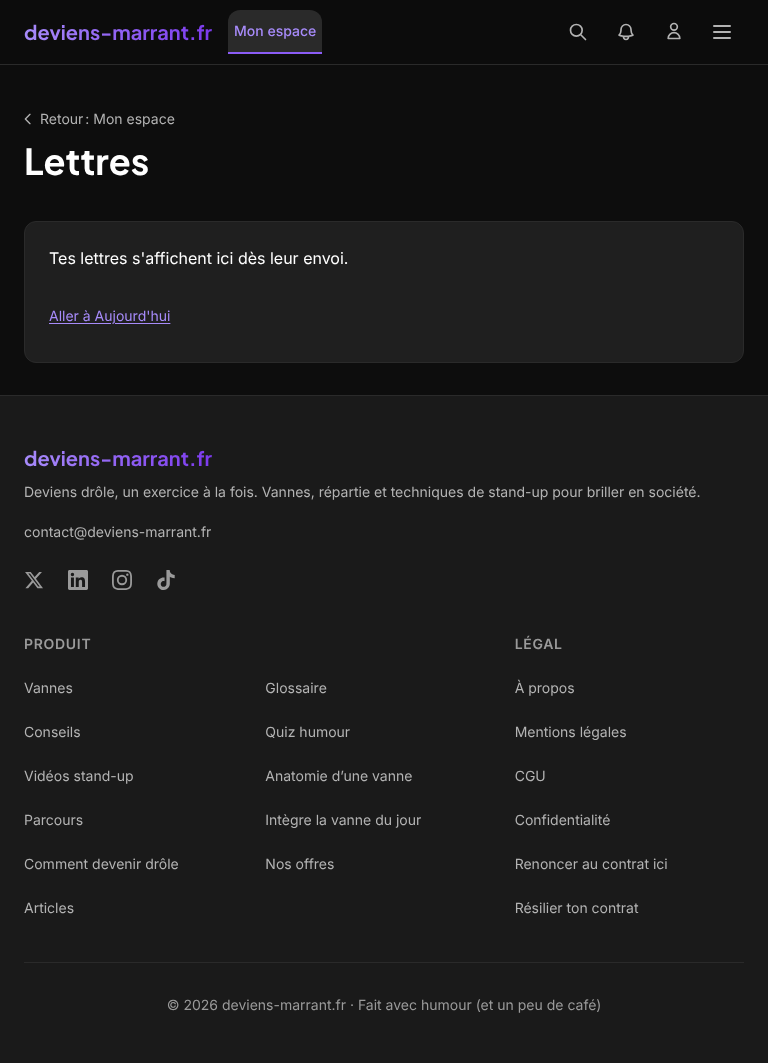 deviens-marrant.fr
Mon espace
Retour : Mon espace
Lettres
Tes lettres s'affichent ici dès leur envoi.
Aller à Aujourd'hui
deviens-marrant.fr
Deviens drôle, un exercice à la fois. Vannes, répartie et techniques de stand-up pour briller en société.
contact@deviens-marrant.fr
PRODUIT
Vannes
Conseils
Vidéos stand-up
Parcours
Comment devenir drôle
Articles
Glossaire
Quiz humour
Anatomie d’une vanne
Intègre la vanne du jour
Nos offres
LÉGAL
À propos
Mentions légales
CGU
Confidentialité
Renoncer au contrat ici
Résilier ton contrat
© 2026 deviens-marrant.fr · Fait avec humour (et un peu de café)